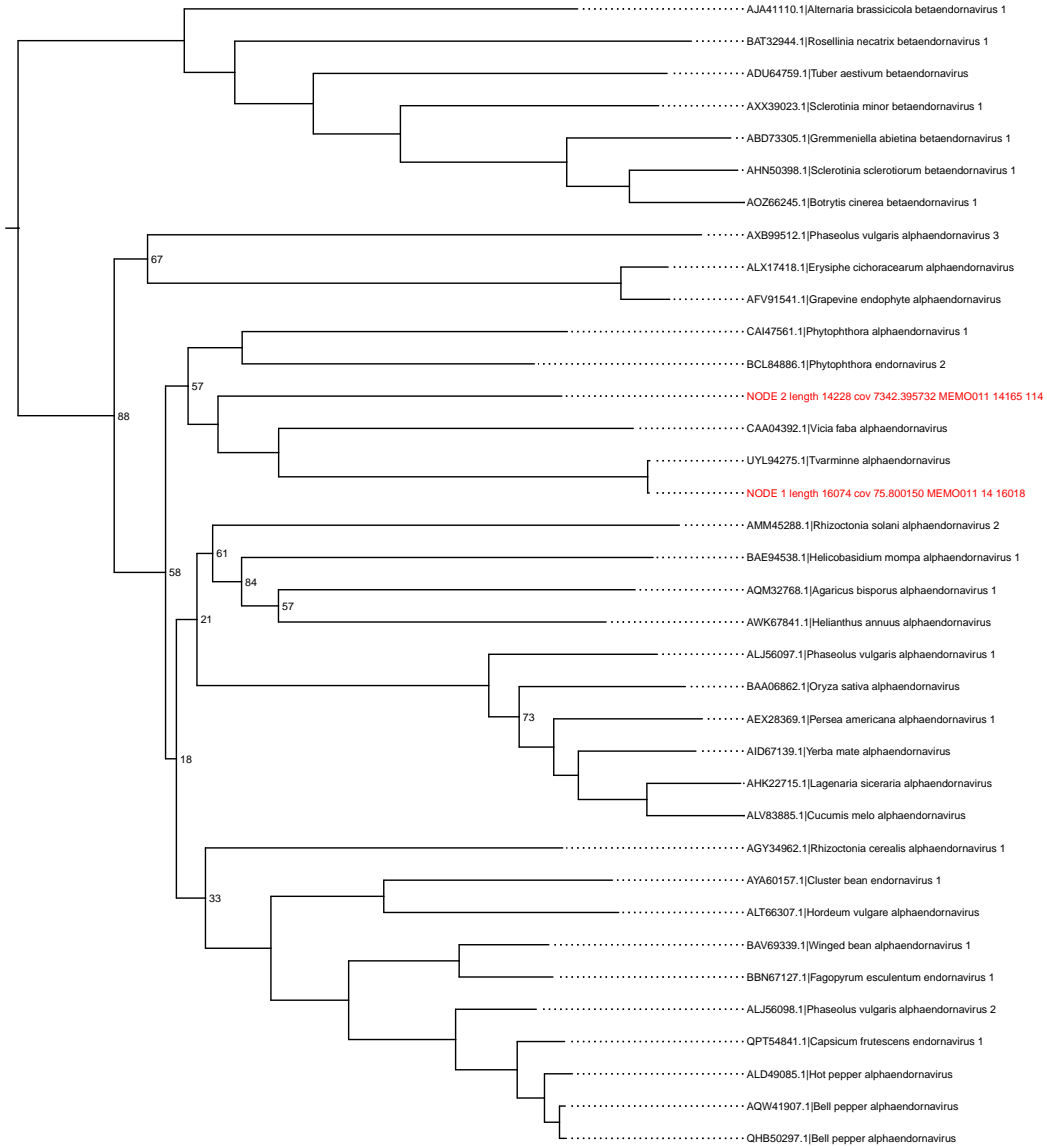 AJA41110.1|Alternaria brassicicola betaendornavirus 1
BAT32944.1|Rosellinia necatrix betaendornavirus 1
ADU64759.1|Tuber aestivum betaendornavirus
AXX39023.1|Sclerotinia minor betaendornavirus 1
ABD73305.1|Gremmeniella abietina betaendornavirus 1
AHN50398.1|Sclerotinia sclerotiorum betaendornavirus 1
AOZ66245.1|Botrytis cinerea betaendornavirus 1
AXB99512.1|Phaseolus vulgaris alphaendornavirus 3
67
ALX17418.1|Erysiphe cichoracearum alphaendornavirus
AFV91541.1|Grapevine endophyte alphaendornavirus
CAI47561.1|Phytophthora alphaendornavirus 1
BCL84886.1|Phytophthora endornavirus 2
57
NODE 2 length 14228 cov 7342.395732 MEMO011 14165 114
88
CAA04392.1|Vicia faba alphaendornavirus
UYL94275.1|Tvarminne alphaendornavirus
NODE 1 length 16074 cov 75.800150 MEMO011 14 16018
AMM45288.1|Rhizoctonia solani alphaendornavirus 2
61
BAE94538.1|Helicobasidium mompa alphaendornavirus 1
58
84
AQM32768.1|Agaricus bisporus alphaendornavirus 1
57
21
AWK67841.1|Helianthus annuus alphaendornavirus
ALJ56097.1|Phaseolus vulgaris alphaendornavirus 1
BAA06862.1|Oryza sativa alphaendornavirus
73
AEX28369.1|Persea americana alphaendornavirus 1
AID67139.1|Yerba mate alphaendornavirus
18
AHK22715.1|Lagenaria siceraria alphaendornavirus
ALV83885.1|Cucumis melo alphaendornavirus
AGY34962.1|Rhizoctonia cerealis alphaendornavirus 1
AYA60157.1|Cluster bean endornavirus 1
33
ALT66307.1|Hordeum vulgare alphaendornavirus
BAV69339.1|Winged bean alphaendornavirus 1
BBN67127.1|Fagopyrum esculentum endornavirus 1
ALJ56098.1|Phaseolus vulgaris alphaendornavirus 2
QPT54841.1|Capsicum frutescens endornavirus 1
ALD49085.1|Hot pepper alphaendornavirus
AQW41907.1|Bell pepper alphaendornavirus
QHB50297.1|Bell pepper alphaendornavirus